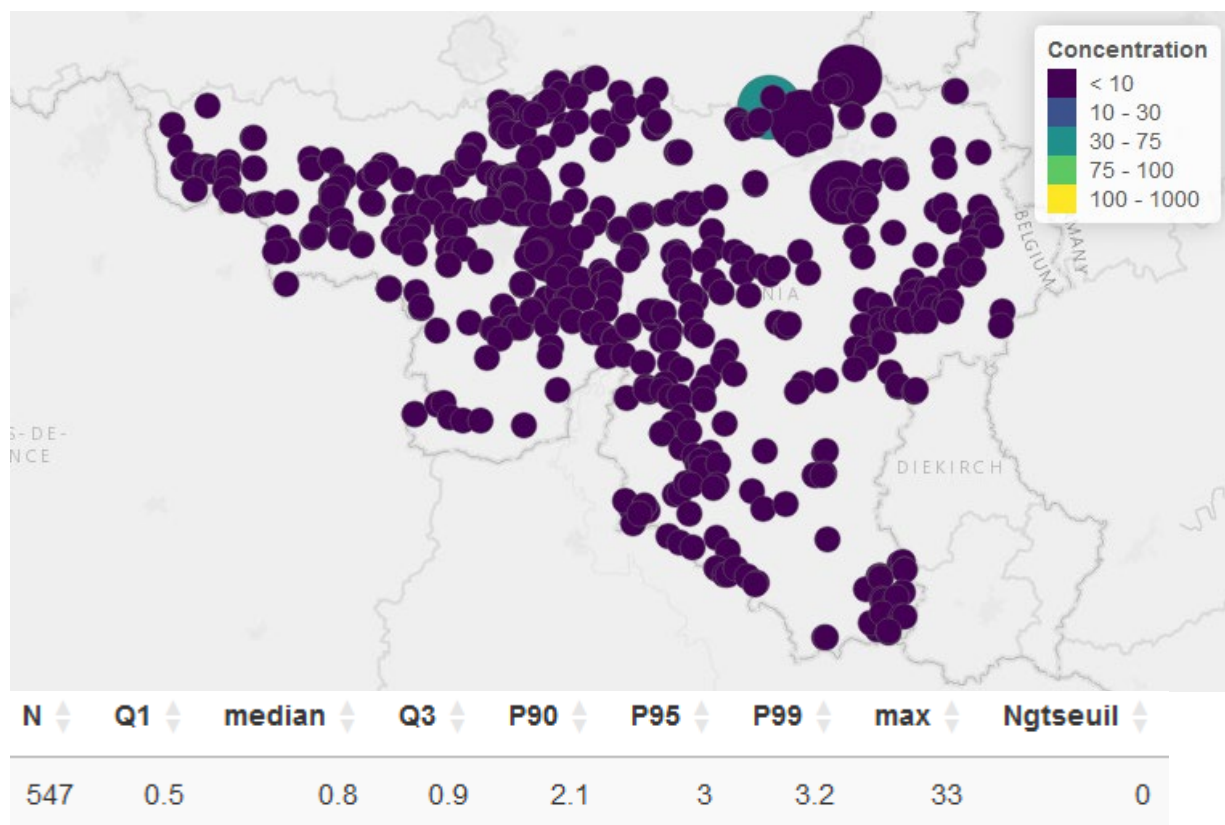 Concentration
< 10
10 - 30
30 - 75
75 - 100
100 - 1000
BELGIUM
MANY
NIA
S-DE-
NCE
DIEKIRCH
N Q1 median Q3 P90 P95 P99 max Ngtseuil
547 0.5 0.8 0.9 2.1 3 3.2 33 0